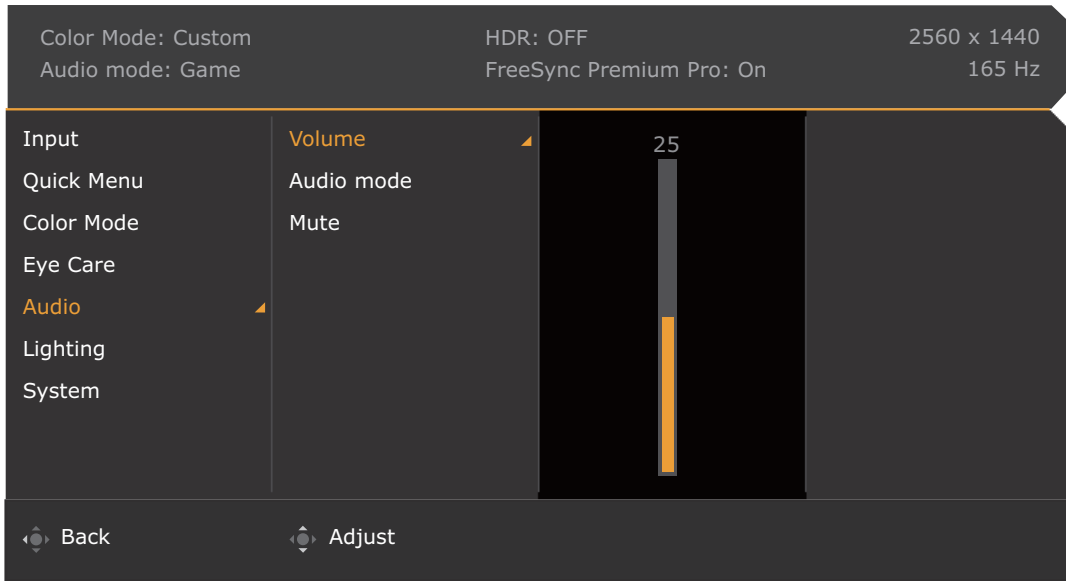 Color Mode: Custom
HDR: OFF
2560 x 1440
Audio mode: Game
FreeSync Premium Pro: On
165 Hz
Input
Quick Menu
Color Mode
Eye Care
Audio
Lighting
System
Volume
Audio mode
Mute
25
Back
Adjust